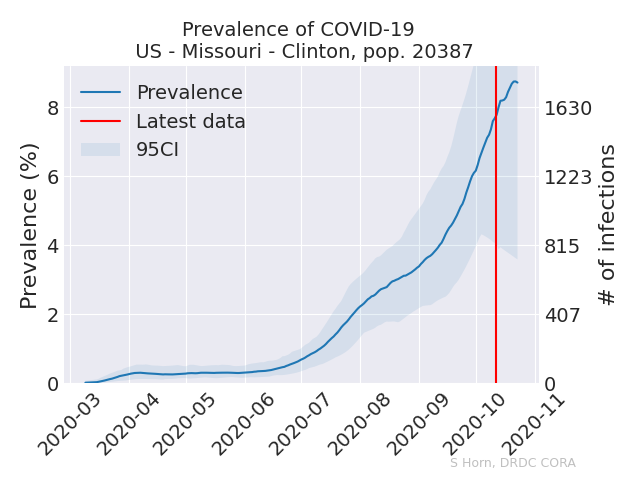 Prevalence of COVID-19
US - Missouri - Clinton, pop. 20387
Prevalence
Latest data
95CI
Prevalence (%)
8
6
4
2
0
1630
1223
815
407
0
# of infections
2020-03
2020-04
2020-05
2020-06
2020-07
2020-08
2020-09
2020-10
2020-11
S Horn, DRDC CORA